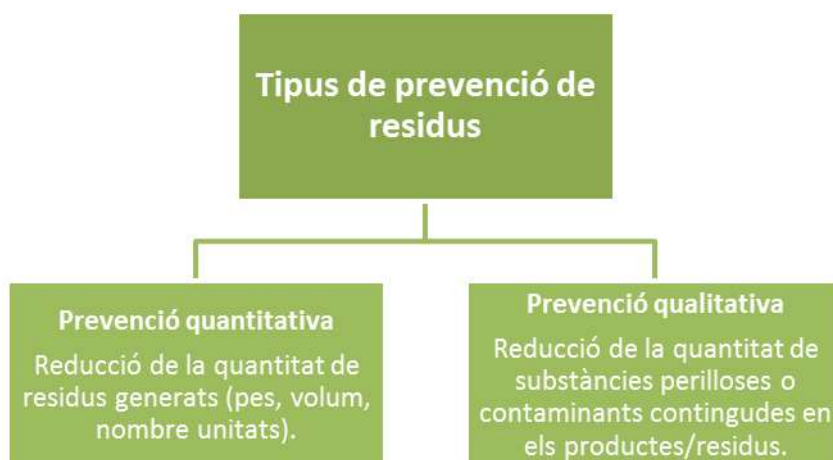 Tipus de prevenció de
residus
Prevenció quantitativa
Reducció de la quantitat de
residus generats (pes, volum,
nombre unitats).
Prevenció qualitativa
Reducció de la quantitat de
substàncies perilloses o
contaminants contingudes en
els productes/residus.